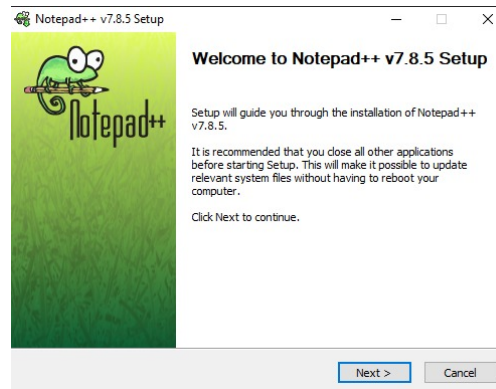 Notepad++ v7.8.5 Setup
Notepad++
Welcome to Notepad++ v7.8.5 Setup
Setup will guide you through the installation of Notepad++
v7.8.5.
It is recommended that you close all other applications
before starting Setup. This will make it possible to update
relevant system files without having to reboot your
computer.
Click Next to continue.
Next >
Cancel